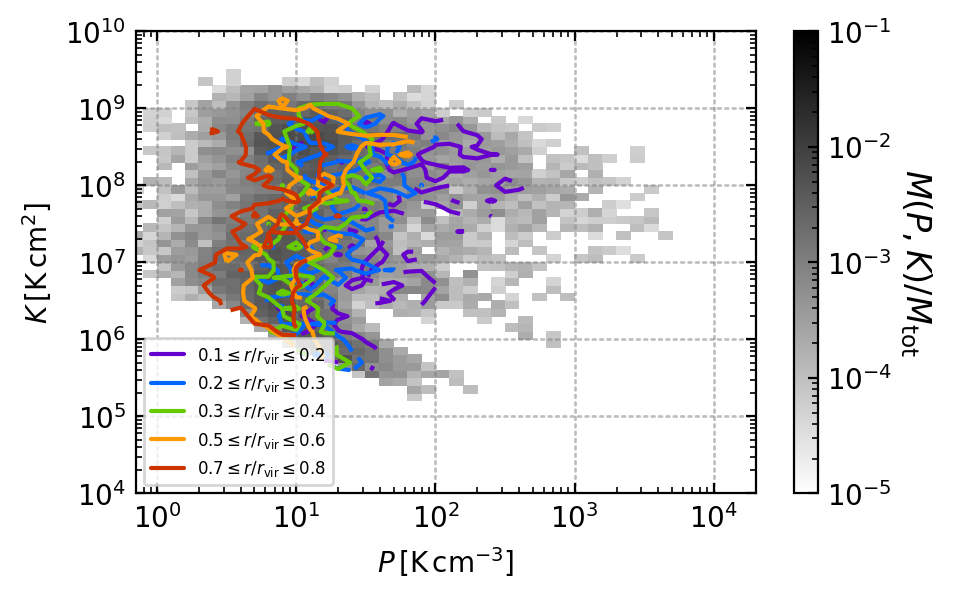 10^10
10^9
10^8
10^7
10^6
10^5
10^4
K [K cm^2]
0.1 ≤ r/r_vir ≤ 0.2
0.2 ≤ r/r_vir ≤ 0.3
0.3 ≤ r/r_vir ≤ 0.4
0.5 ≤ r/r_vir ≤ 0.6
0.7 ≤ r/r_vir ≤ 0.8
10^0 10^1 10^2 10^3 10^4
P [K cm^−3]
10^−1
10^−2
10^−3
10^−4
10^−5
M(P, K)/M_tot